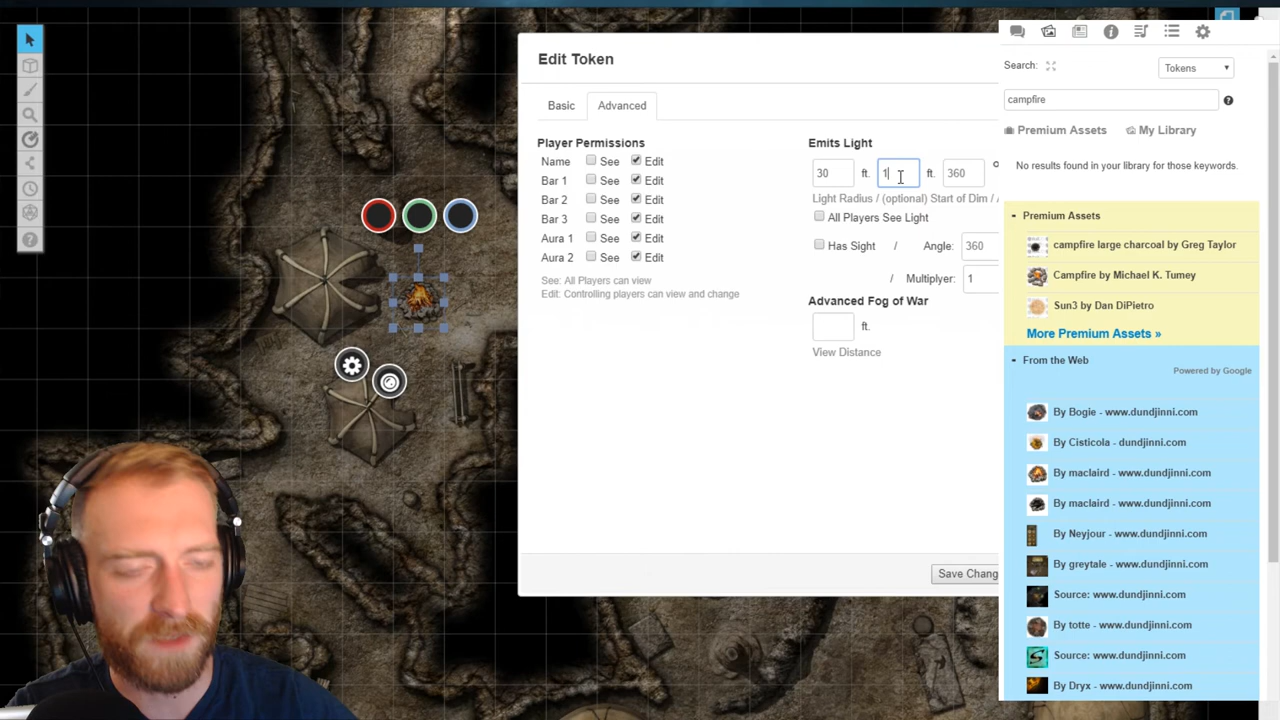 Edit Token
Basic
Advanced
Player Permissions
Name See Edit
Bar 1 See Edit
Bar 2 See Edit
Bar 3 See Edit
Aura 1 See Edit
Aura 2 See Edit
See: All Players can view
Edit: Controlling players can view and change
Emits Light
30 ft. 1 ft. 360
Light Radius / (optional) Start of Dim /
All Players See Light
Has Sight / Angle: 360
/ Multiplyer: 1
Advanced Fog of War
ft.
View Distance
Save Chang
Search:
Tokens
campfire
Premium Assets
My Library
No results found in your library for those keywords.
Premium Assets
campfire large charcoal by Greg Taylor
Campfire by Michael K. Tumey
Sun3 by Dan DiPietro
More Premium Assets »
From the Web
Powered by Google
By Bogie - www.dundjinni.com
By Cisticola - dundjinni.com
By maclaird - www.dundjinni.com
By maclaird - www.dundjinni.com
By Neyjour - www.dundjinni.com
By greytale - www.dundjinni.com
Source: www.dundjinni.com
By totte - www.dundjinni.com
Source: www.dundjinni.com
By Dryx - www.dundjinni.com